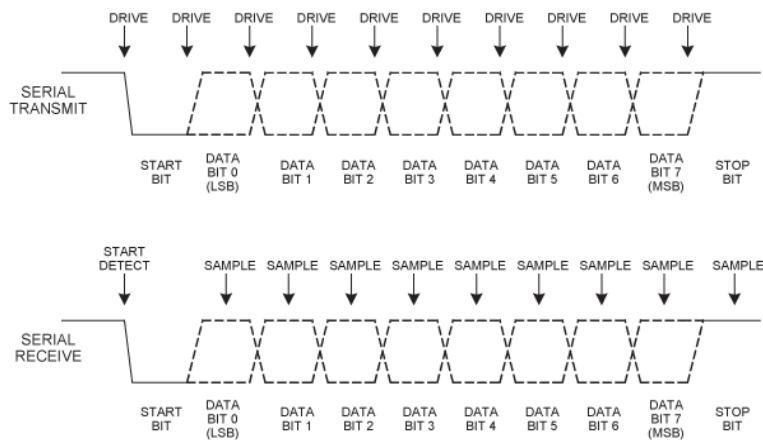 DRIVE DRIVE DRIVE DRIVE DRIVE DRIVE DRIVE DRIVE DRIVE DRIVE
SERIAL
TRANSMIT
START
BIT
DATA
BIT 0
(LSB)
DATA
BIT 1
DATA
BIT 2
DATA
BIT 3
DATA
BIT 4
DATA
BIT 5
DATA
BIT 6
DATA
BIT 7
(MSB)
STOP
BIT
START
DETECT
SAMPLE SAMPLE SAMPLE SAMPLE SAMPLE SAMPLE SAMPLE SAMPLE SAMPLE
SERIAL
RECEIVE
START
BIT
DATA
BIT 0
(LSB)
DATA
BIT 1
DATA
BIT 2
DATA
BIT 3
DATA
BIT 4
DATA
BIT 5
DATA
BIT 6
DATA
BIT 7
(MSB)
STOP
BIT